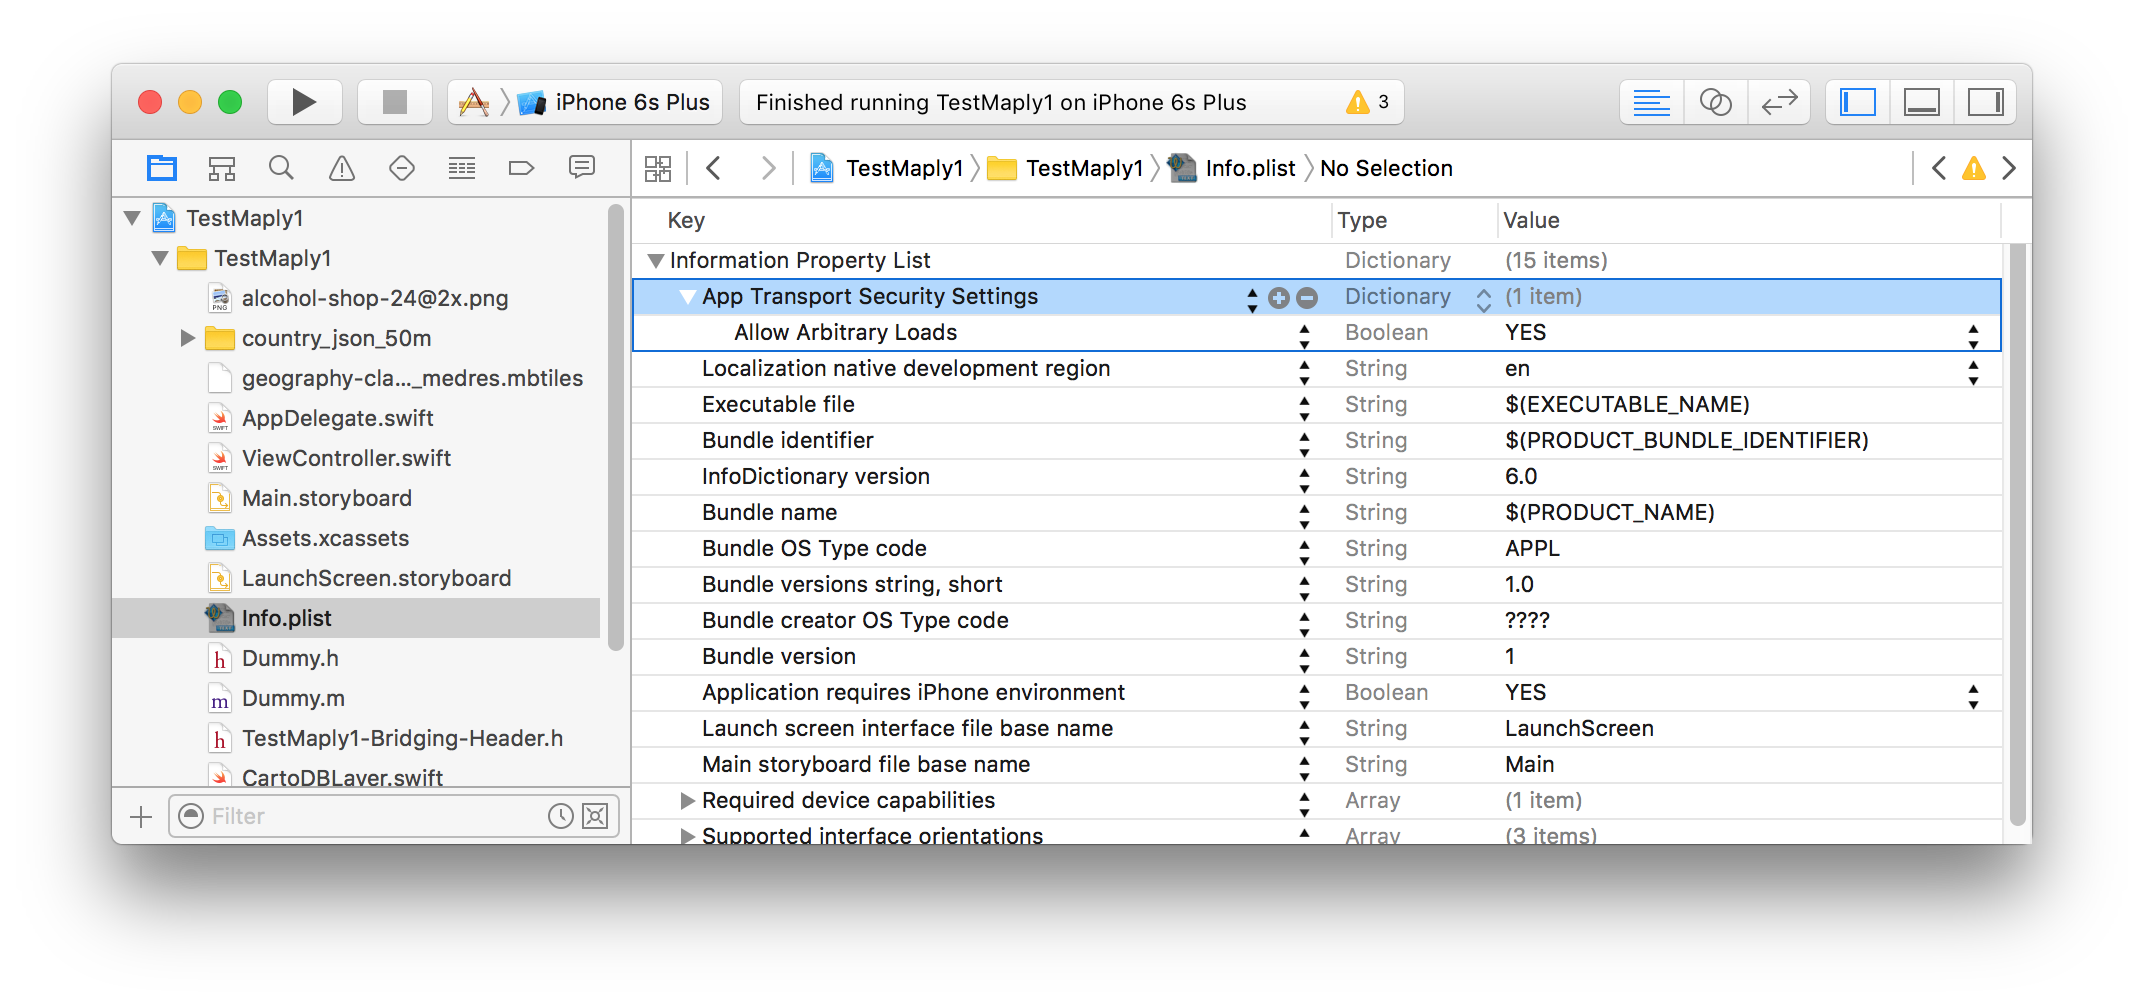 iPhone 6s Plus
Finished running TestMaply1 on iPhone 6s Plus
3
TestMaply1
TestMaply1
Info.plist
No Selection
TestMaply1
TestMaply1
alcohol-shop-24@2x.png
country_json_50m
geography-cla..._medres.mbtiles
AppDelegate.swift
ViewController.swift
Main.storyboard
Assets.xcassets
LaunchScreen.storyboard
Info.plist
Dummy.h
Dummy.m
TestMaply1-Bridging-Header.h
CartoDBLayer.swift
Filter
Key Type Value
Information Property List Dictionary (15 items)
App Transport Security Settings Dictionary (1 item)
Allow Arbitrary Loads Boolean YES
Localization native development region String en
Executable file String $(EXECUTABLE_NAME)
Bundle identifier String $(PRODUCT_BUNDLE_IDENTIFIER)
InfoDictionary version String 6.0
Bundle name String $(PRODUCT_NAME)
Bundle OS Type code String APPL
Bundle versions string, short String 1.0
Bundle creator OS Type code String ????
Bundle version String 1
Application requires iPhone environment Boolean YES
Launch screen interface file base name String LaunchScreen
Main storyboard file base name String Main
Required device capabilities Array (1 item)
Supported interface orientations Array (3 items)